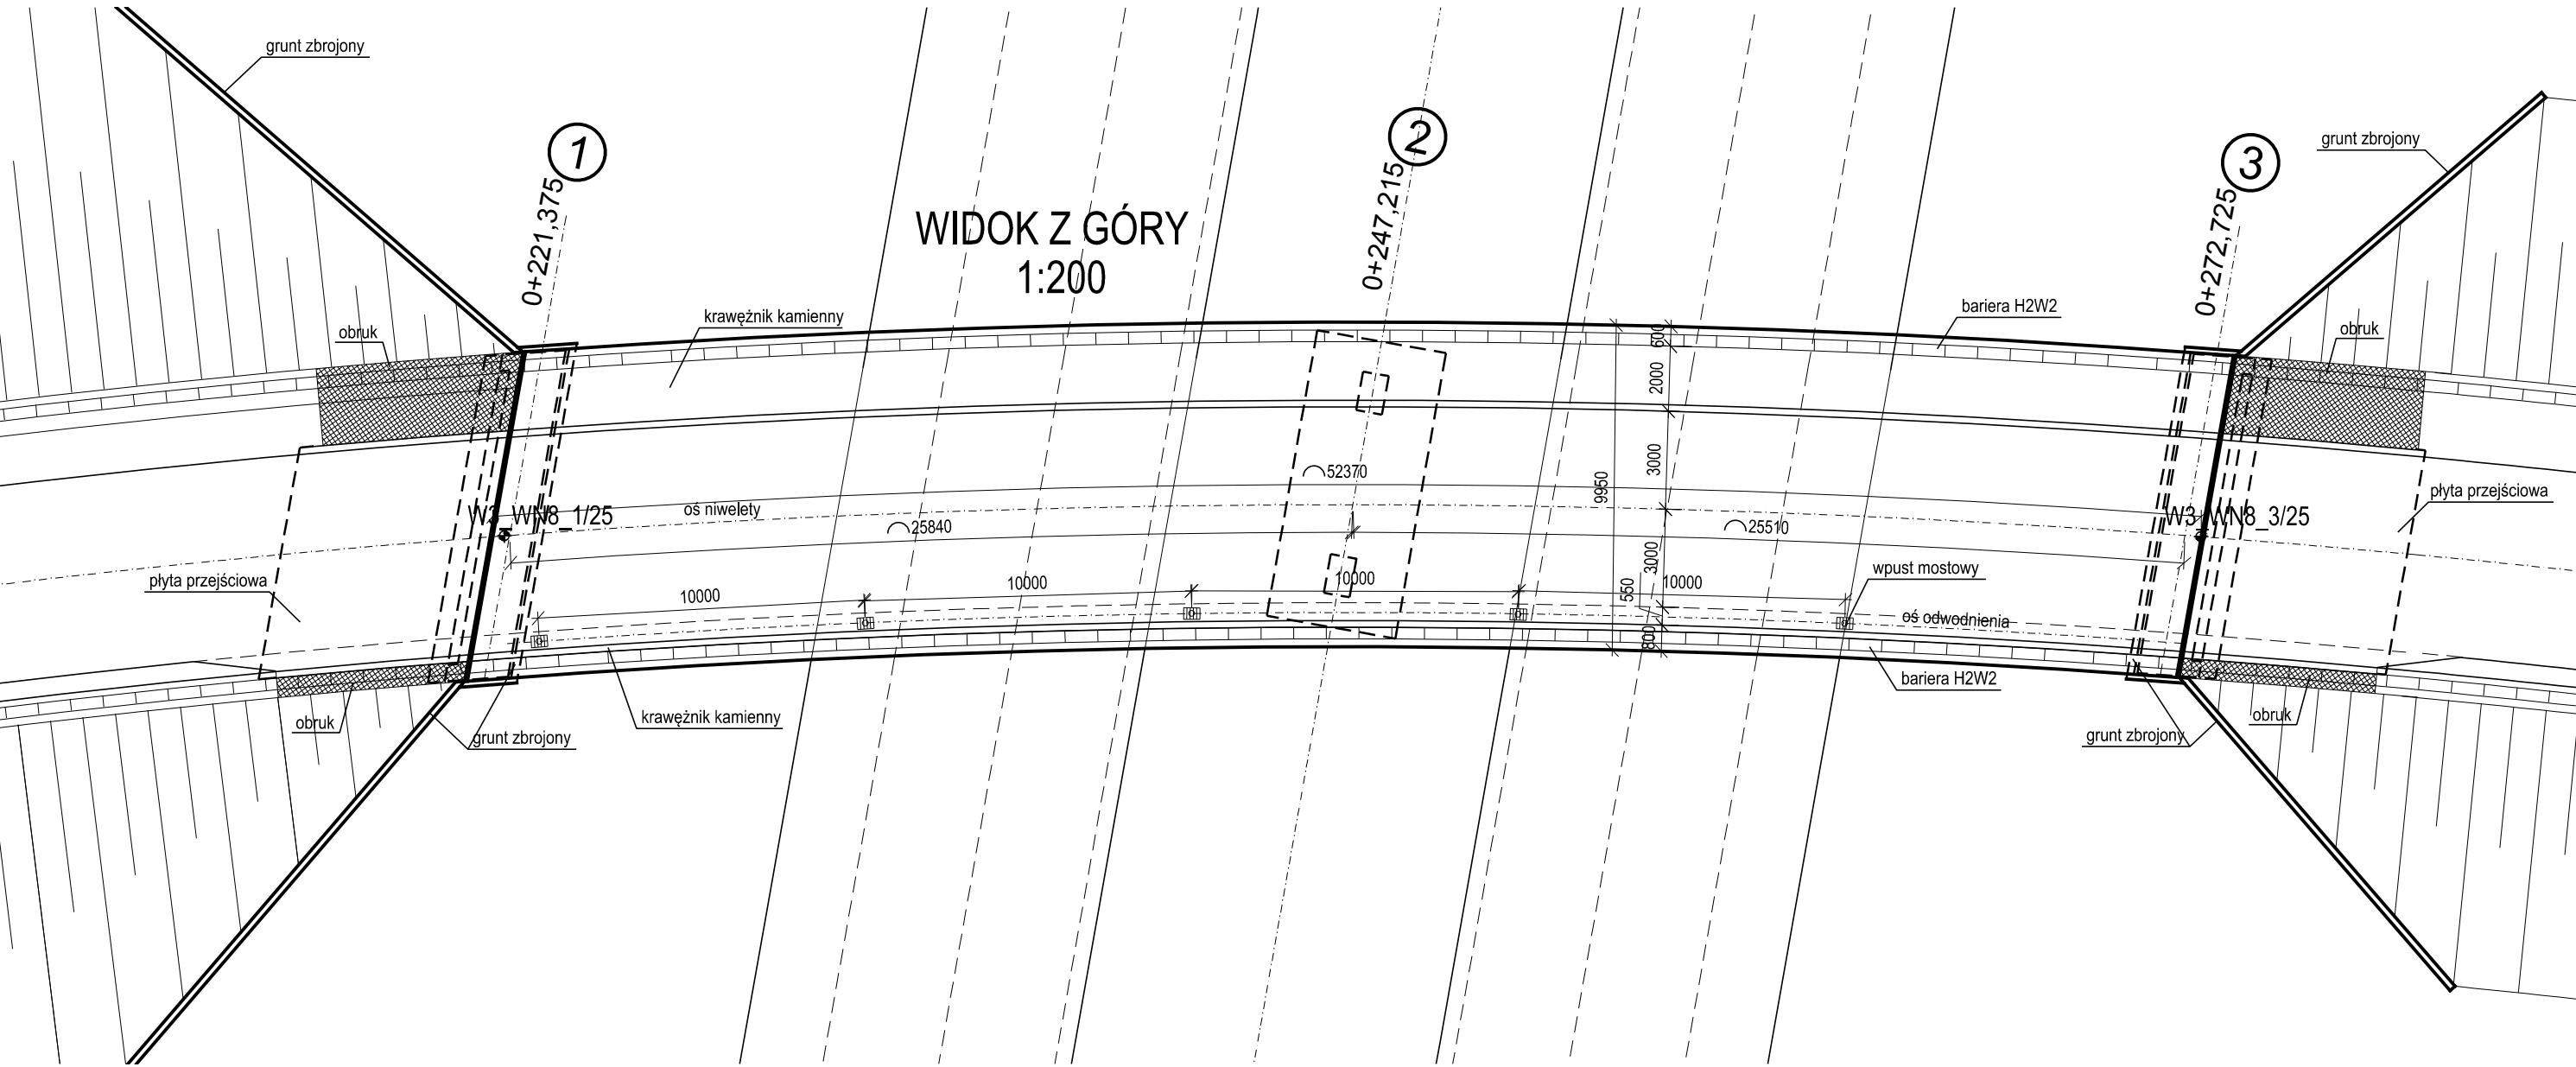 grunt zbrojony
1
2
3
0+221,375
0+247,215
0+272,725
grunt zbrojony
WIDOK Z GÓRY
1:200
krawężnik kamienny
bariera H2W2
obruk
obruk
600
2000
3000
9950
3000
550
800
52370
W3_WN8_1/25
oś niwelety
25840
25510
W3_WN8_3/25
płyta przejściowa
płyta przejściowa
10000
10000
10000
10000
wpust mostowy
oś odwodnienia
bariera H2W2
obruk
grunt zbrojony
krawężnik kamienny
grunt zbrojony
obruk